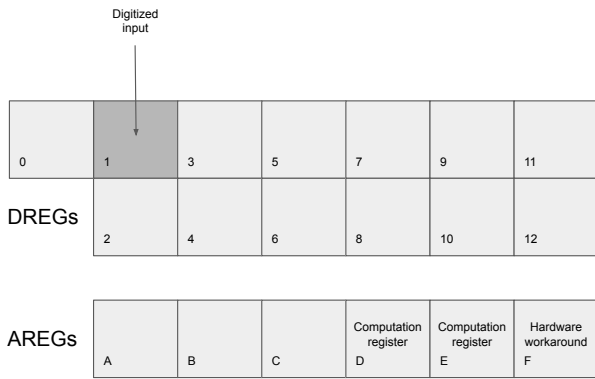 Digitized
input
0 1 3 5 7 9 11
DREGs
2 4 6 8 10 12
AREGs
Computation
register
Computation
register
Hardware
workaround
A B C D E F